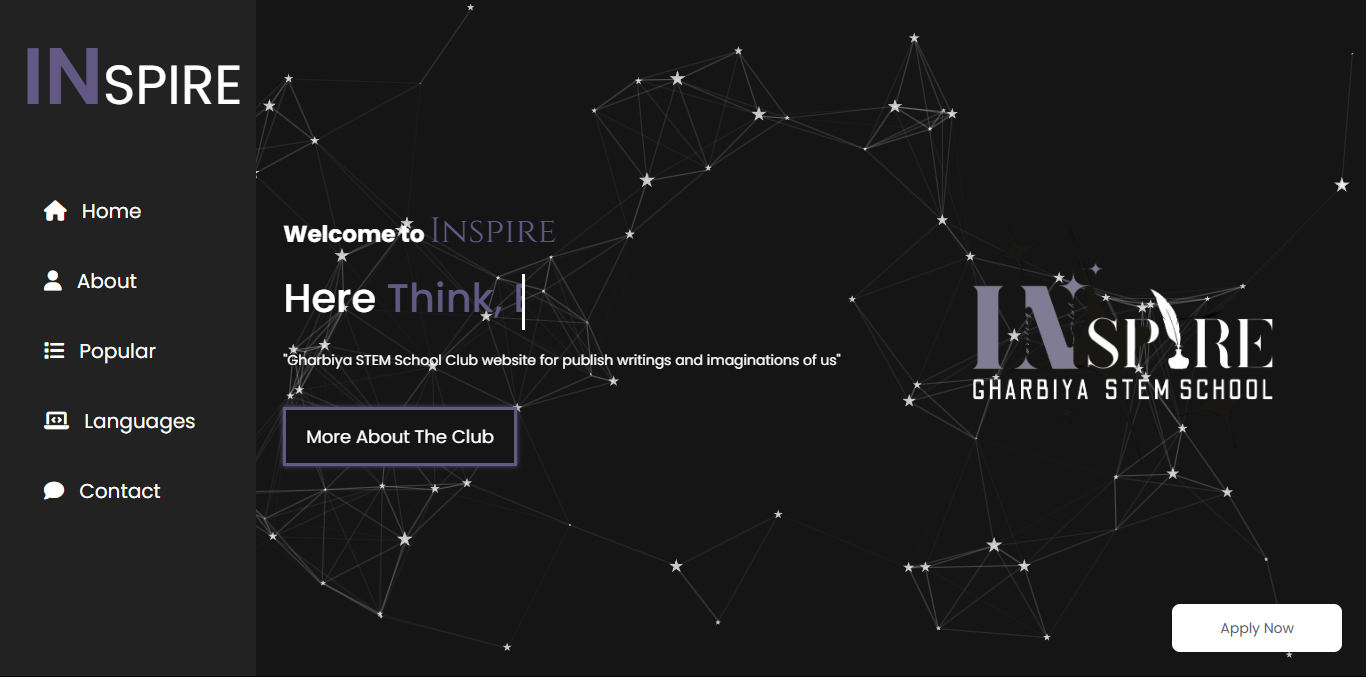 INSPIRE
Home
About
Popular
Languages
Contact
Welcome to INSPIRE
Here Think,
"Gharbiya STEM School Club website for publish writings and imaginations of us"
More About The Club
INSPIRE
GHARBIYA STEM SCHOOL
Apply Now